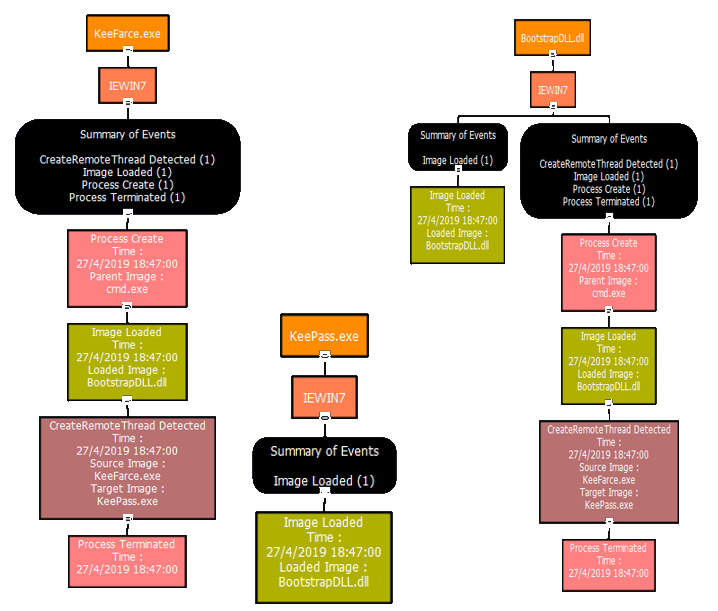 KeeFarce.exe
IEWIN7
Summary of Events
CreateRemoteThread Detected (1)
Image Loaded (1)
Process Create (1)
Process Terminated (1)
Process Create
Time :
27/4/2019 18:47:00
Parent Image :
cmd.exe
Image Loaded
Time :
27/4/2019 18:47:00
Loaded Image :
BootstrapDLL.dll
CreateRemoteThread Detected
Time :
27/4/2019 18:47:00
Source Image :
KeeFarce.exe
Target Image :
KeePass.exe
Process Terminated
Time :
27/4/2019 18:47:00
KeePass.exe
IEWIN7
Summary of Events
Image Loaded (1)
Image Loaded
Time :
27/4/2019 18:47:00
Loaded Image :
BootstrapDLL.dll
BootstrapDLL.dll
IEWIN7
Summary of Events
Image Loaded (1)
Image Loaded
Time :
27/4/2019 18:47:00
Loaded Image :
BootstrapDLL.dll
Summary of Events
CreateRemoteThread Detected (1)
Image Loaded (1)
Process Create (1)
Process Terminated (1)
Process Create
Time :
27/4/2019 18:47:00
Parent Image :
cmd.exe
Image Loaded
Time :
27/4/2019 18:47:00
Loaded Image :
BootstrapDLL.dll
CreateRemoteThread Detected
Time :
27/4/2019 18:47:00
Source Image :
KeeFarce.exe
Target Image :
KeePass.exe
Process Terminated
Time :
27/4/2019 18:47:00